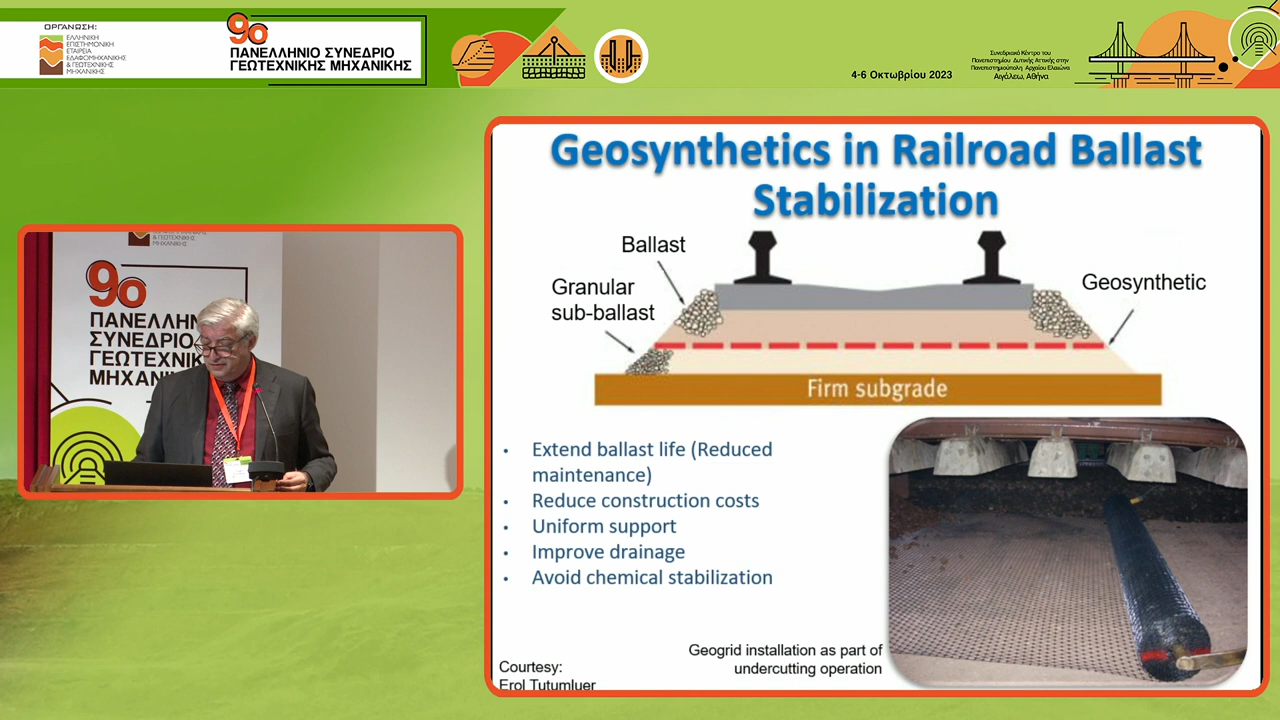 ΟΡΓΑΝΩΣΗ:
ΕΛΛΗΝΙΚΗ
ΕΠΙΣΤΗΜΟΝΙΚΗ
ΕΤΑΙΡΕΙΑ
ΕΔΑΦΟΜΗΧΑΝΙΚΗΣ
& ΓΕΩΤΕΧΝΙΚΗΣ
ΜΗΧΑΝΙΚΗΣ
9ο
ΠΑΝΕΛΛΗΝΙΟ ΣΥΝΕΔΡΙΟ
ΓΕΩΤΕΧΝΙΚΗΣ ΜΗΧΑΝΙΚΗΣ
4-6 Οκτωβρίου 2023
Συνεδριακό Κέντρο του
Πανεπιστημίου Δυτικής Αττικής στην
Πανεπιστημιούπολη Αρχαίου Ελαιώνα
Αιγάλεω, Αθήνα
& ΓΕΩΤΕΧΝΙΚΗΣ
ΜΗΧΑΝΙΚΗΣ
9ο
ΠΑΝΕΛΛΗΝ
ΣΥΝΕΔΡΙΟ
ΓΕΩΤΕΧΝΙΚ
ΜΗΧΑΝΙ
Geosynthetics in Railroad Ballast
Stabilization
Ballast
Granular
sub-ballast
Geosynthetic
Firm subgrade
• Extend ballast life (Reduced
maintenance)
• Reduce construction costs
• Uniform support
• Improve drainage
• Avoid chemical stabilization
Geogrid installation as part of
undercutting operation
Courtesy:
Erol Tutumluer